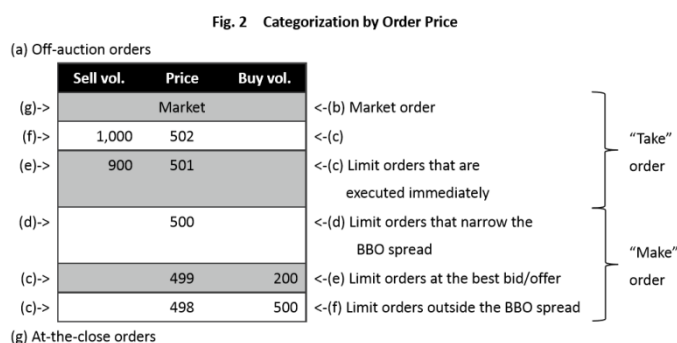 Fig. 2 Categorization by Order Price
(a) Off-auction orders
Sell vol. Price Buy vol.
(g)-> Market <-(b) Market order
(f)-> 1,000 502 <-(c) "Take"
(e)-> 900 501 <-(c) Limit orders that are order
executed immediately
(d)-> 500 <-(d) Limit orders that narrow the
BBO spread "Make"
(c)-> 499 200 <-(e) Limit orders at the best bid/offer order
(c)-> 498 500 <-(f) Limit orders outside the BBO spread
(g) At-the-close orders